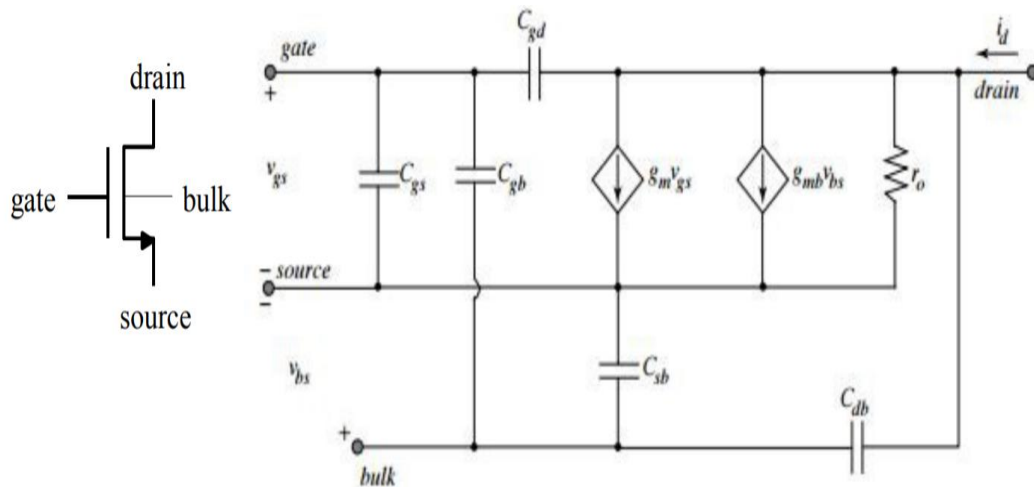 drain
gate
bulk
source
gate
C_gd
i_d
drain
+
v_gs
C_gs
C_gb
g_m v_gs
g_mb v_bs
r_o
−
source
−
v_bs
C_sb
C_db
+
bulk